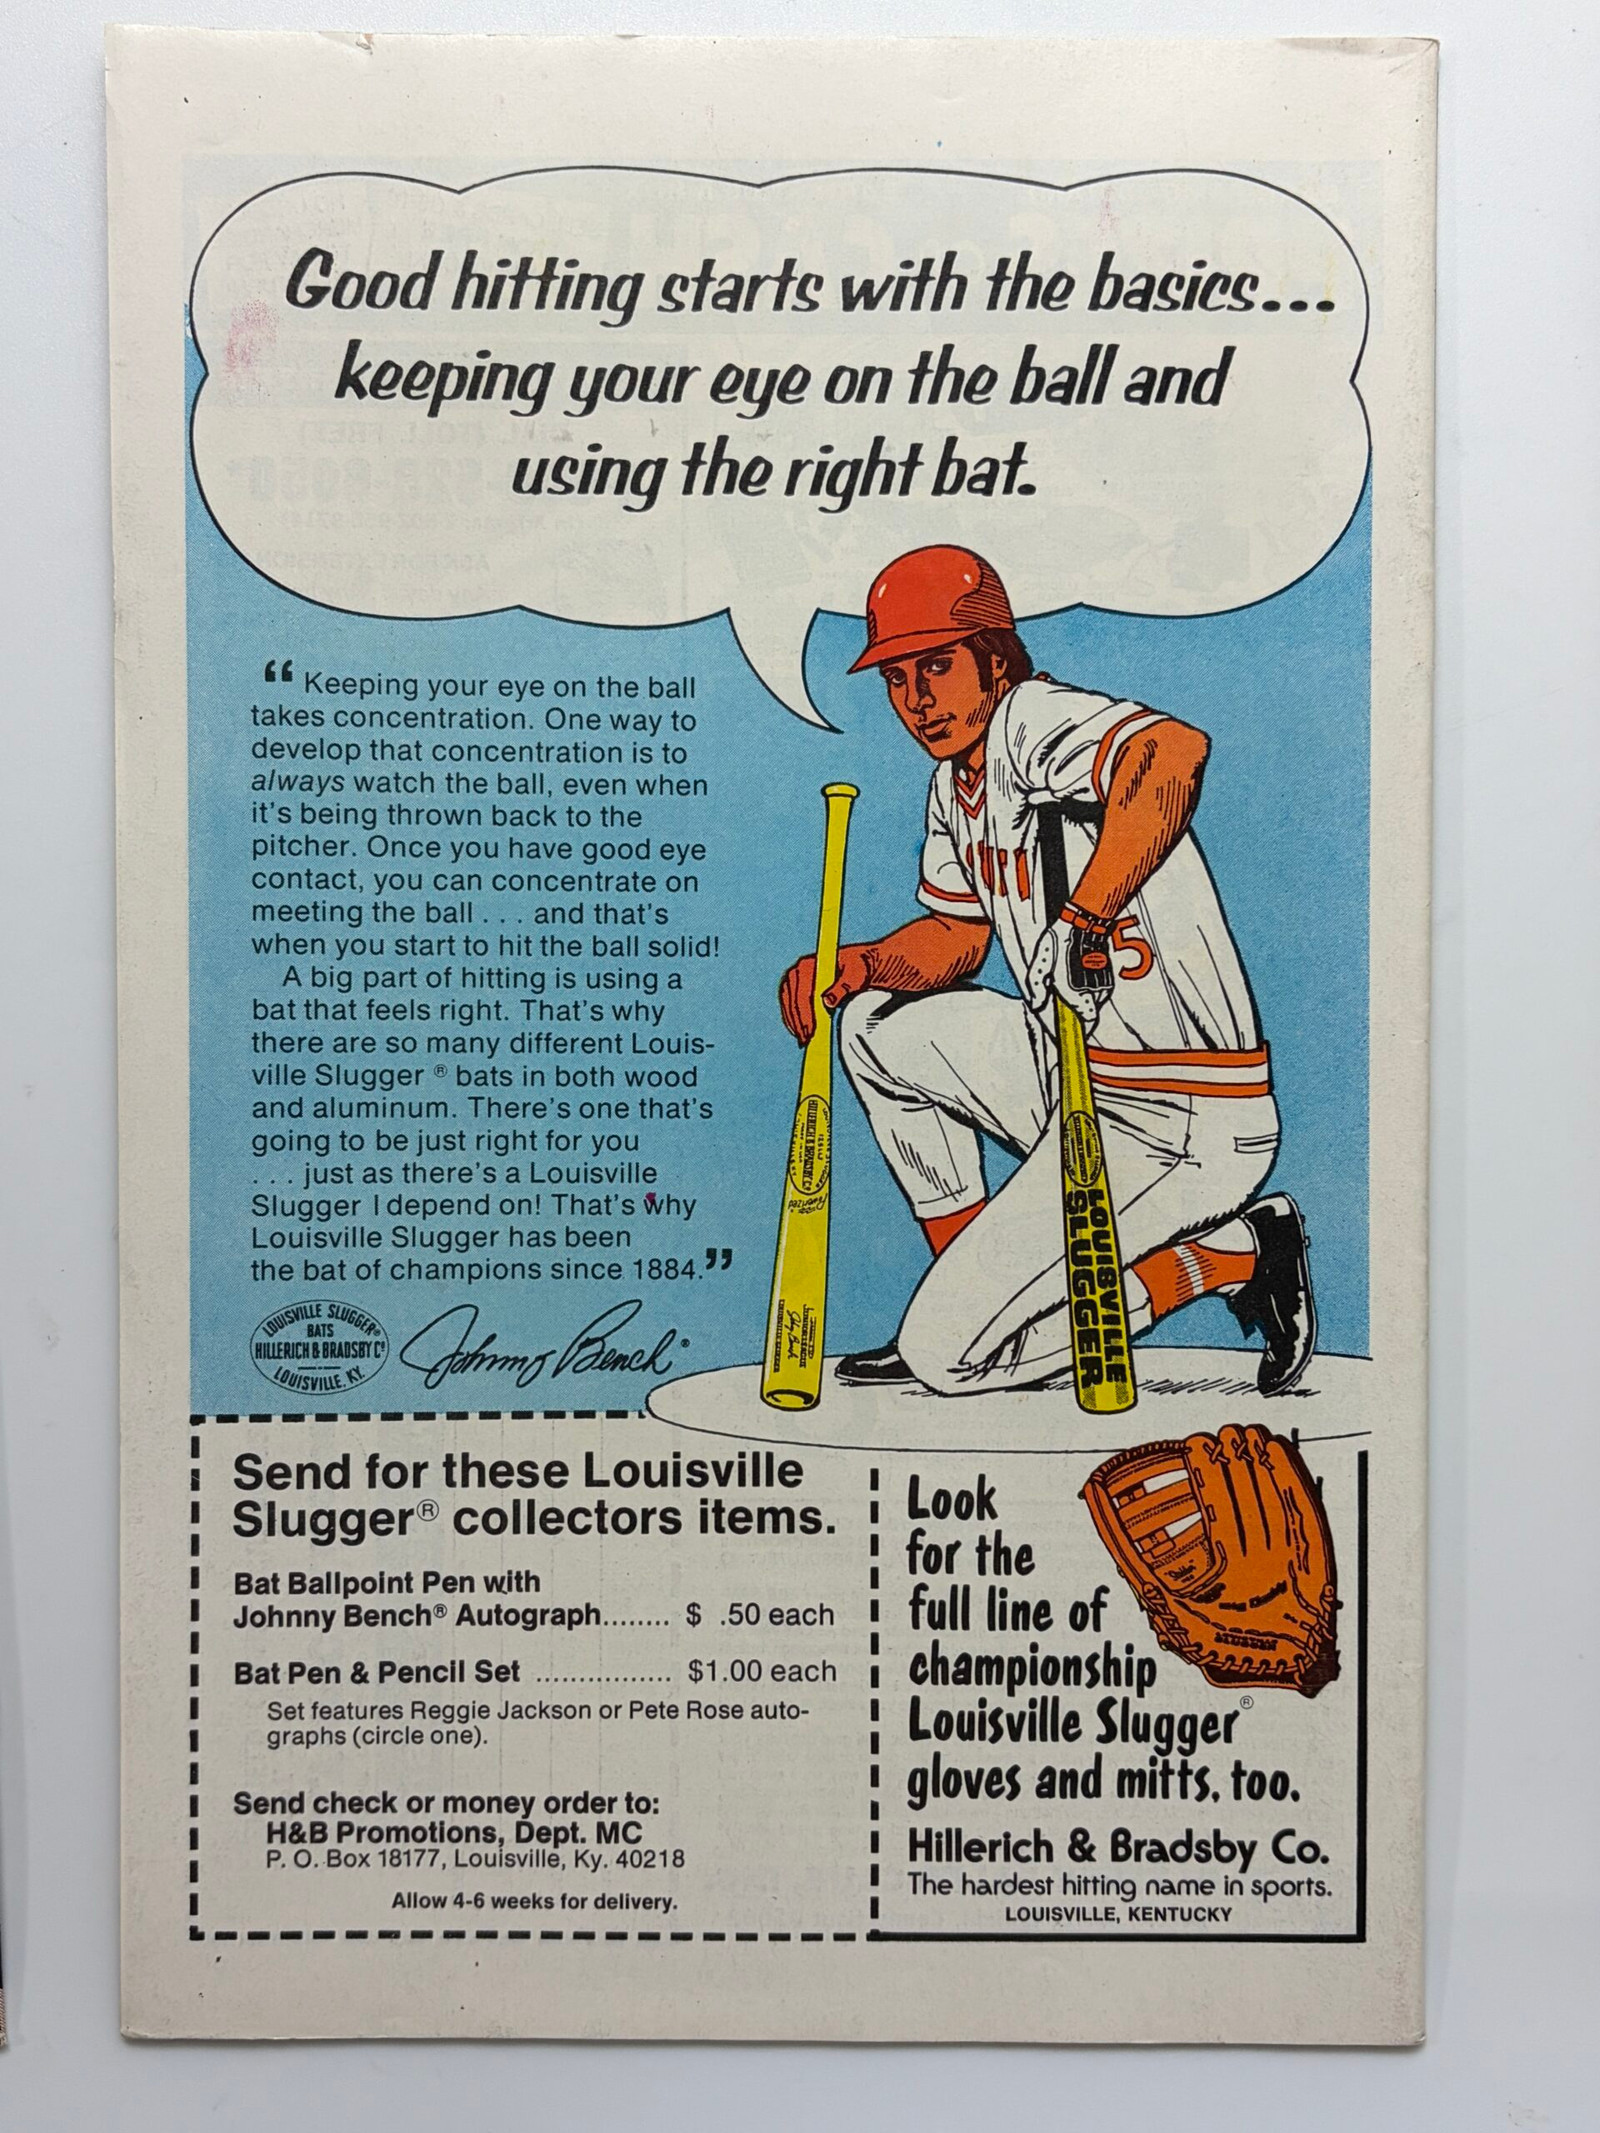 Good hitting starts with the basics...
keeping your eye on the ball and
using the right bat.
“Keeping your eye on the ball
takes concentration. One way to
develop that concentration is to
always watch the ball, even when
it's being thrown back to the
pitcher. Once you have good eye
contact, you can concentrate on
meeting the ball . . . and that's
when you start to hit the ball solid!
A big part of hitting is using a
bat that feels right. That's why
there are so many different Louis-
ville Slugger ® bats in both wood
and aluminum. There's one that's
going to be just right for you
. . . just as there's a Louisville
Slugger I depend on! That's why
Louisville Slugger has been
the bat of champions since 1884.”
LOUISVILLE SLUGGER®
BATS
HILLERICH & BRADSBY Cº
LOUISVILLE, KY.
Johnny Bench®
5
HILLERICH & BRADSBY Cº
LOUISVILLE
SLUGGER
Send for these Louisville
Slugger® collectors items.
Bat Ballpoint Pen with
Johnny Bench® Autograph........ $ .50 each
Bat Pen & Pencil Set ................ $1.00 each
Set features Reggie Jackson or Pete Rose auto-
graphs (circle one).
Send check or money order to:
H&B Promotions, Dept. MC
P. O. Box 18177, Louisville, Ky. 40218
Allow 4-6 weeks for delivery.
Look
for the
full line of
championship
Louisville Slugger®
gloves and mitts, too.
Hillerich & Bradsby Co.
The hardest hitting name in sports.
LOUISVILLE, KENTUCKY